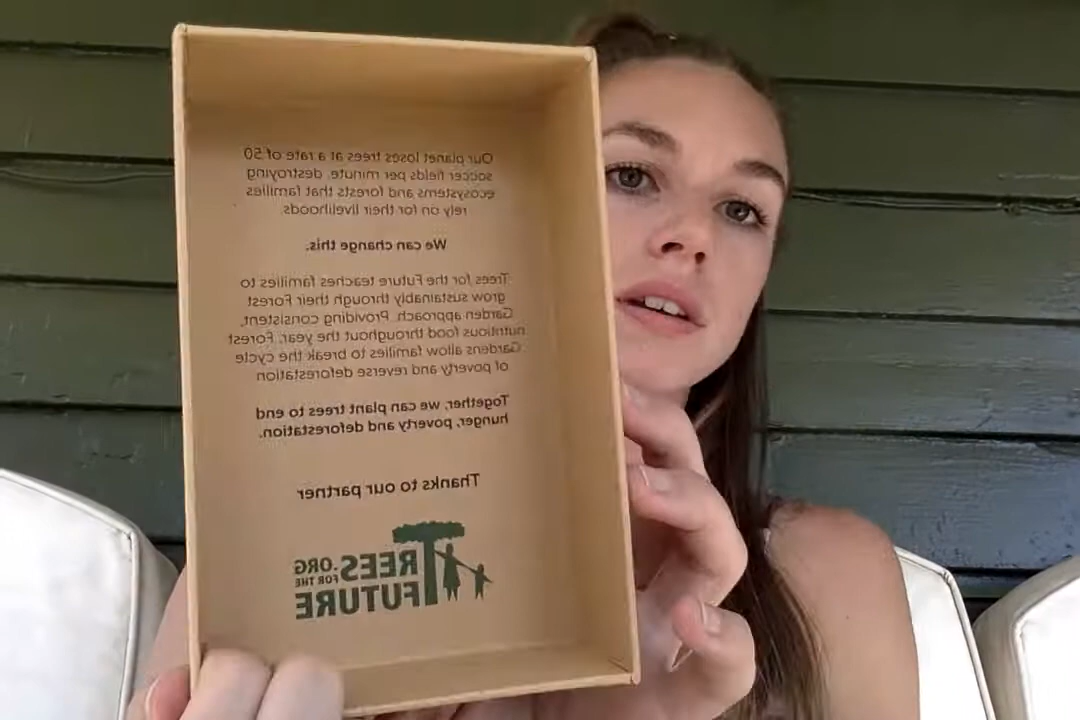 Our planet loses trees at a rate of 50
soccer fields per minute, destroying
ecosystems and forests that families
rely on for their livelihoods.
We can change this.
Trees for the Future teaches families to
grow sustainably through their Forest
Garden approach. Providing consistent,
nutritious food throughout the year, Forest
Gardens allow families to break the cycle
of poverty and reverse deforestation
Together, we can plant trees to end
hunger, poverty and deforestation.
Thanks to our partner
TREES.ORG
FOR THE
FUTURE